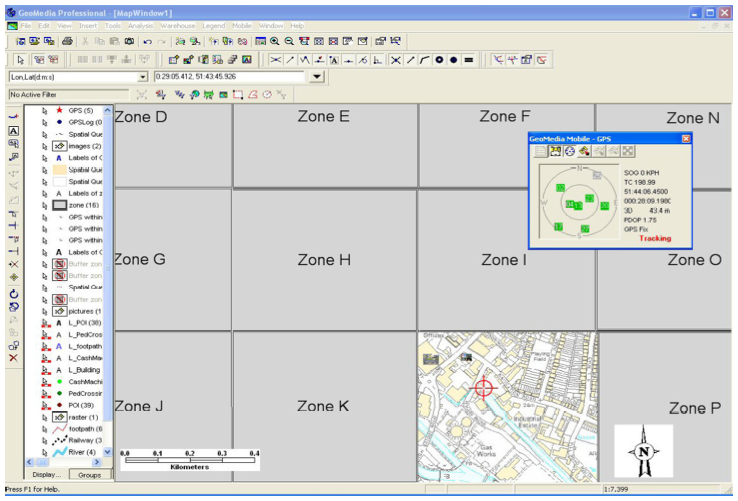 GeoMedia Professional - [MapWindow1]
File Edit View Insert Tools Analysis Warehouse Legend Mobile Window Help
Lon,Lat(d:m:s)
0:29:05.412, 51:43:45.926
No Active Filter
GPS (5)
GPSLog (0
Spatial Que
images (2)
Labels of C
Spatial Que
Spatial Que
Labels of z
zone (16)
GPS within
GPS within
GPS within
Labels of C
Buffer zon
Buffer zon
Spatial Que
Buffer zon
pictures (1
L_POI (38)
L_PedCros
L_footpath
L_CashMa
L_Building
CashMachi
PedCrossin
POI (39)
raster (1)
footpath (6
Railway (3
River (4)
Display...
Groups
Zone D
Zone E
Zone F
Zone N
Zone G
Zone H
Zone I
Zone O
Zone J
Zone K
Zone P
GeoMedia Mobile - GPS
N
W
E
S
SOG 0 KPH
TC 198.99
51:44:06.4500
000:28:09.1980
3D 43.4 m
PDOP 1.75
GPS Fix
Tracking
Offices
Playing
Field
Industrial
Estate
Gas
Works
0.0 0.1 0.2 0.3 0.4
Kilometers
N
Press F1 for Help.
1:7.399